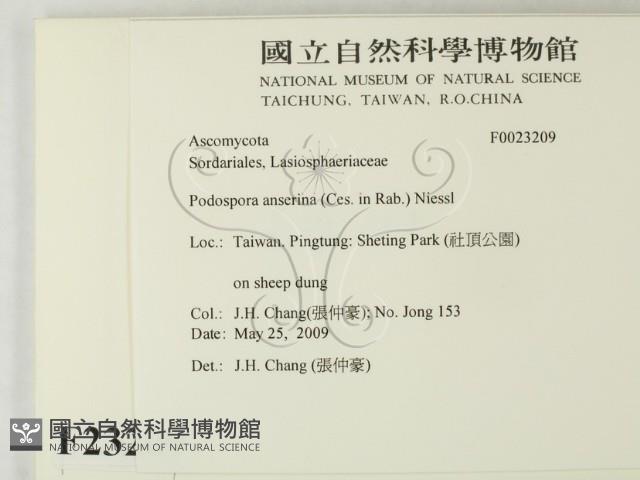 國立自然科學博物館
NATIONAL MUSEUM OF NATURAL SCIENCE
TAICHUNG, TAIWAN, R.O.CHINA
Ascomycota F0023209
Sordariales, Lasiosphaeriaceae
Podospora anserina (Ces. in Rab.) Niessl
Loc.: Taiwan. Pingtung: Sheting Park (社頂公園)
on sheep dung
Col.: J.H. Chang(張仲豪); No. Jong 153
Date: May 25, 2009
Det.: J.H. Chang (張仲豪)
國立自然科學博物館
NATIONAL MUSEUM OF NATURAL SCIENCE